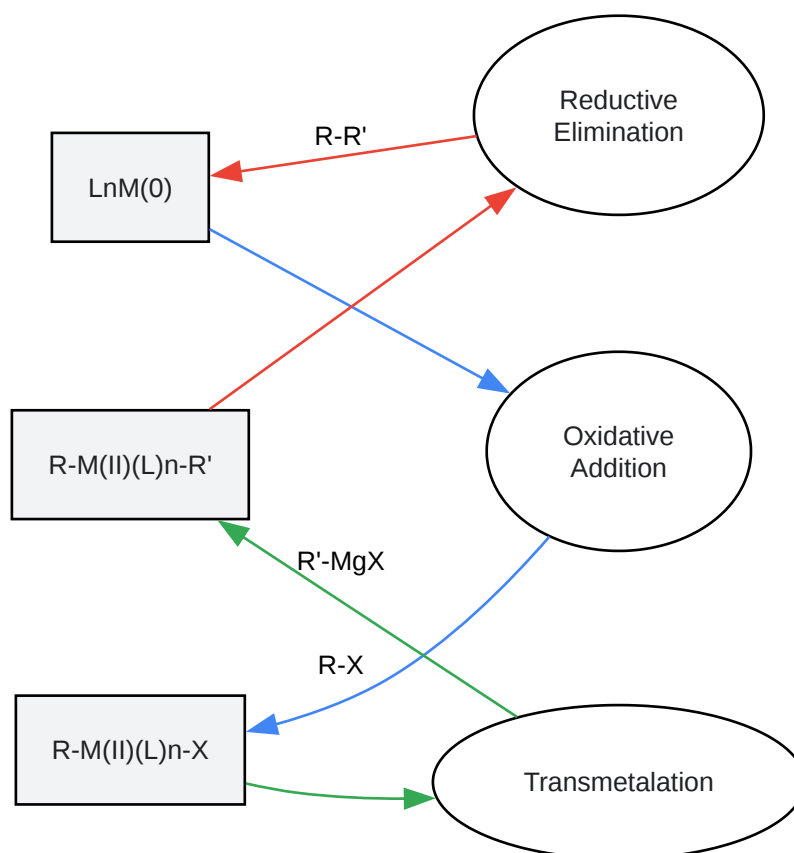 Reductive
Elimination
R-R'
LnM(0)
Oxidative
Addition
R-M(II)(L)n-R'
R'-MgX
R-X
R-M(II)(L)n-X
Transmetalation